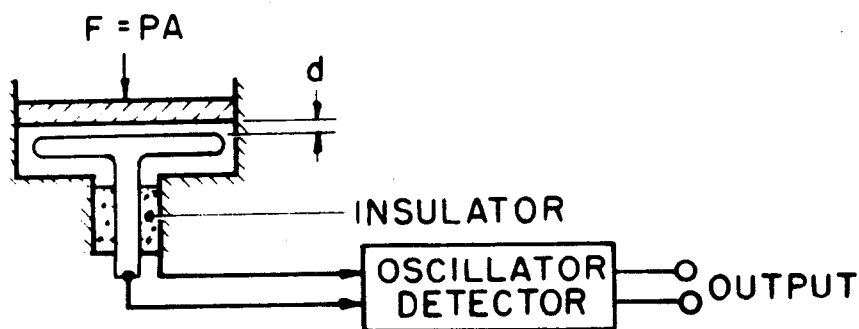 F = PA
d
INSULATOR
OSCILLATOR
DETECTOR
OUTPUT